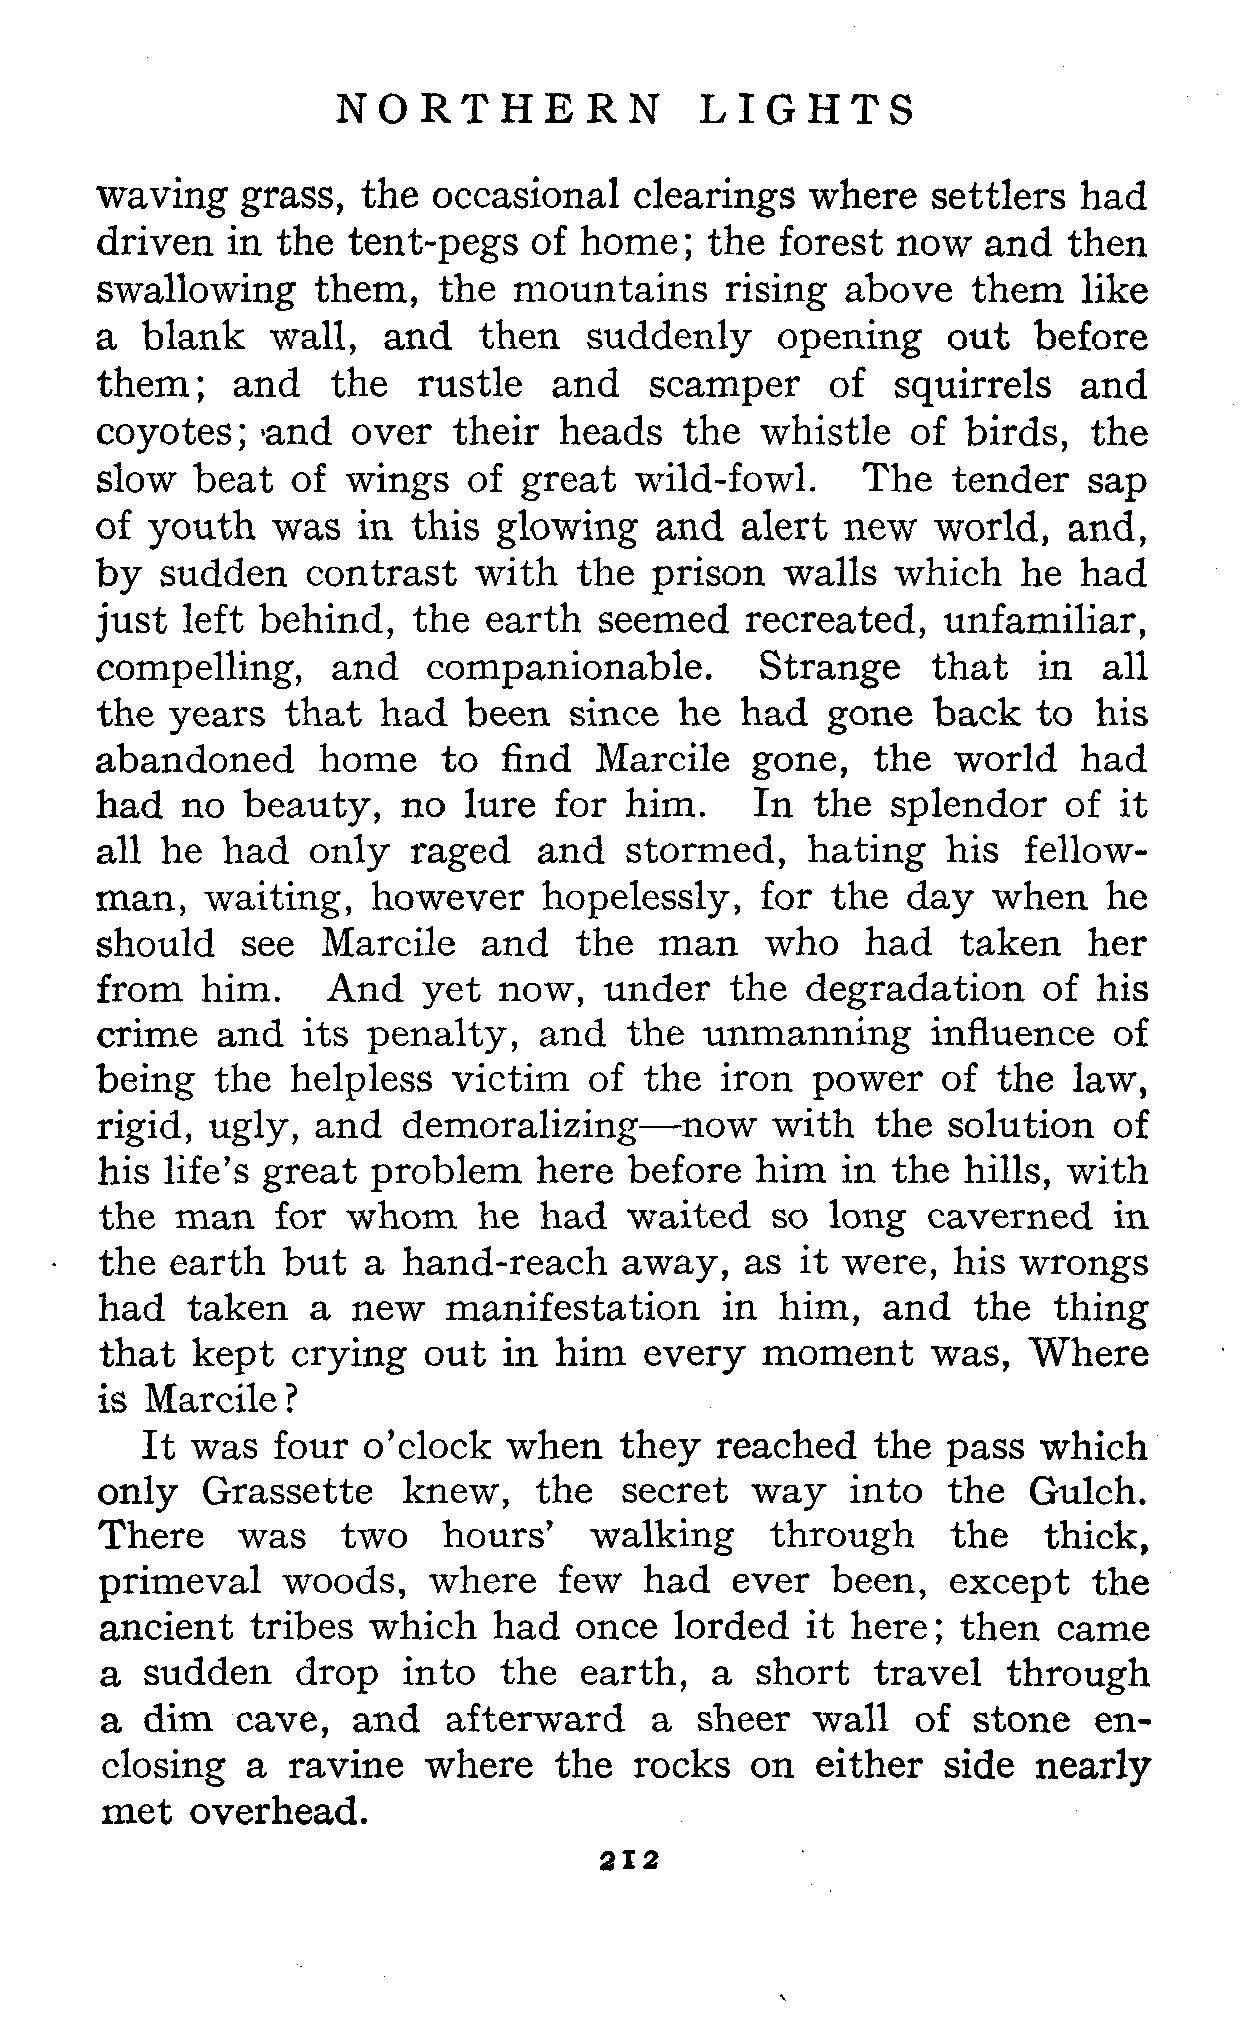 NORTHERN LIGHTS
waving grass, the occasional clearings where settlers had
driven in the tent-pegs of home; the forest now and then
swallowing them, the mountains rising above them like
a blank wall, and then suddenly opening out before
them; and the rustle and scamper of squirrels and
coyotes; and over their heads the whistle of birds, the
slow beat of wings of great wild-fowl. The tender sap
of youth was in this glowing and alert new world, and,
by sudden contrast with the prison walls which he had
just left behind, the earth seemed recreated, unfamiliar,
compelling, and companionable. Strange that in all
the years that had been since he had gone back to his
abandoned home to find Marcile gone, the world had
had no beauty, no lure for him. In the splendor of it
all he had only raged and stormed, hating his fellow-
man, waiting, however hopelessly, for the day when he
should see Marcile and the man who had taken her
from him. And yet now, under the degradation of his
crime and its penalty, and the unmanning influence of
being the helpless victim of the iron power of the law,
rigid, ugly, and demoralizing—now with the solution of
his life's great problem here before him in the hills, with
the man for whom he had waited so long caverned in
the earth but a hand-reach away, as it were, his wrongs
had taken a new manifestation in him, and the thing
that kept crying out in him every moment was, Where
is Marcile?
It was four o'clock when they reached the pass which
only Grassette knew, the secret way into the Gulch.
There was two hours' walking through the thick,
primeval woods, where few had ever been, except the
ancient tribes which had once lorded it here; then came
a sudden drop into the earth, a short travel through
a dim cave, and afterward a sheer wall of stone en-
closing a ravine where the rocks on either side nearly
met overhead.
212